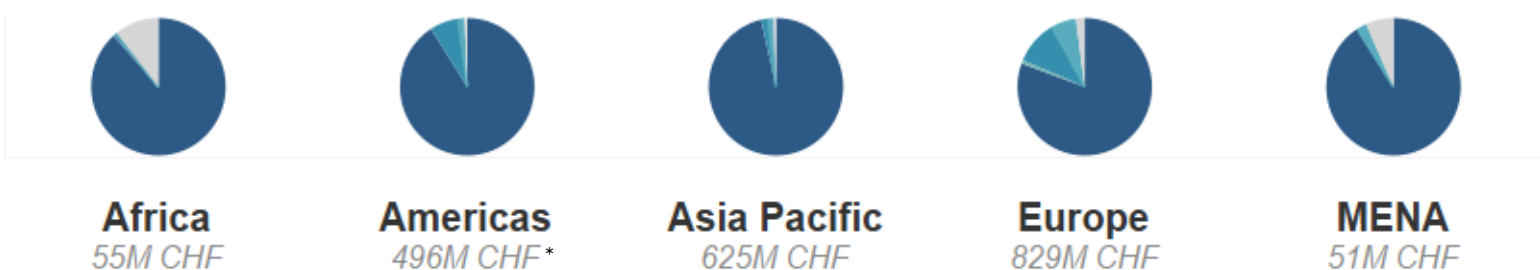 Africa Americas Asia Pacific Europe MENA
55M CHF 496M CHF* 625M CHF 829M CHF 51M CHF